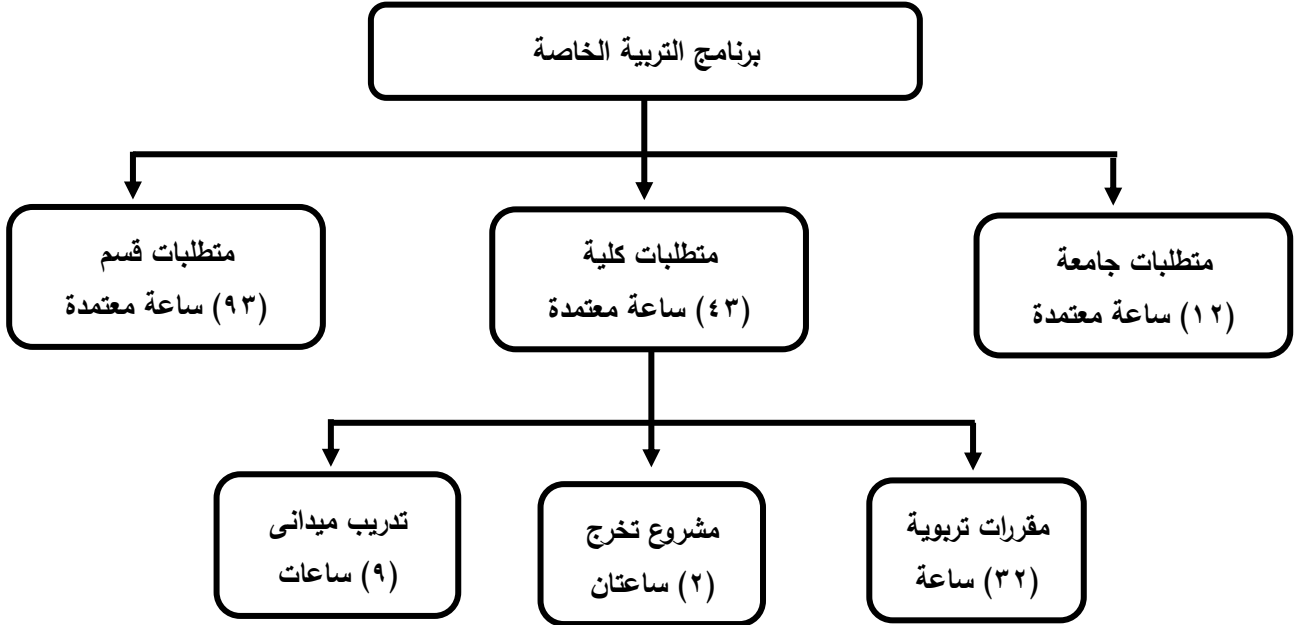 برنامج التربية الخاصة
متطلبات جامعة
(١٢) ساعة معتمدة
متطلبات كلية
(٤٣) ساعة معتمدة
متطلبات قسم
(٩٣) ساعة معتمدة
مقررات تربوية
(٣٢) ساعة
مشروع تخرج
(٢) ساعتان
تدريب ميدانى
(٩) ساعات